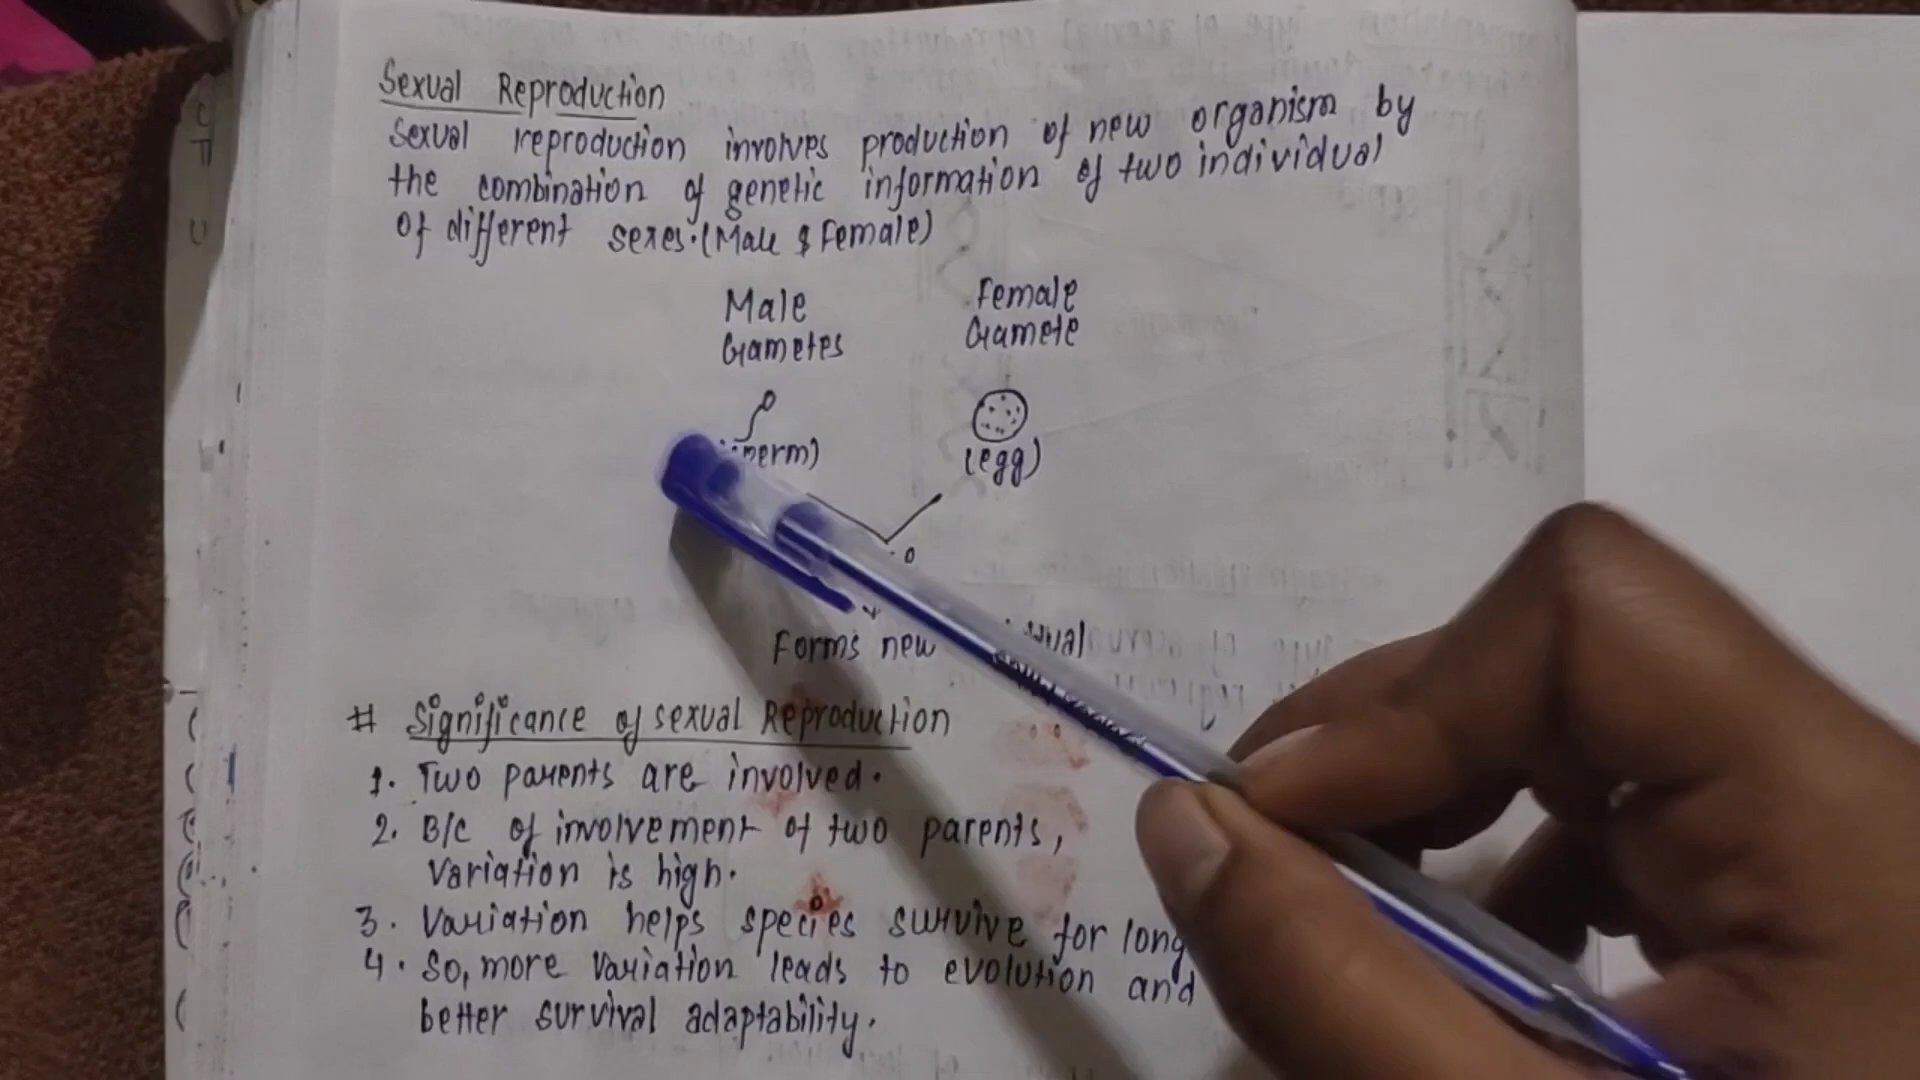 Sexual Reproduction
Sexual reproduction involves production of new organism by
the combination of genetic information of two individual
of different sexes. (Male & Female)
Male Female
Gametes Gamete
(egg)
Forms new
# Significance of sexual Reproduction
1. Two parents are involved.
2. B/C of involvement of two parents,
variation is high.
3. Variation helps species survive for long
4. So, more variation leads to evolution and
better survival adaptability.